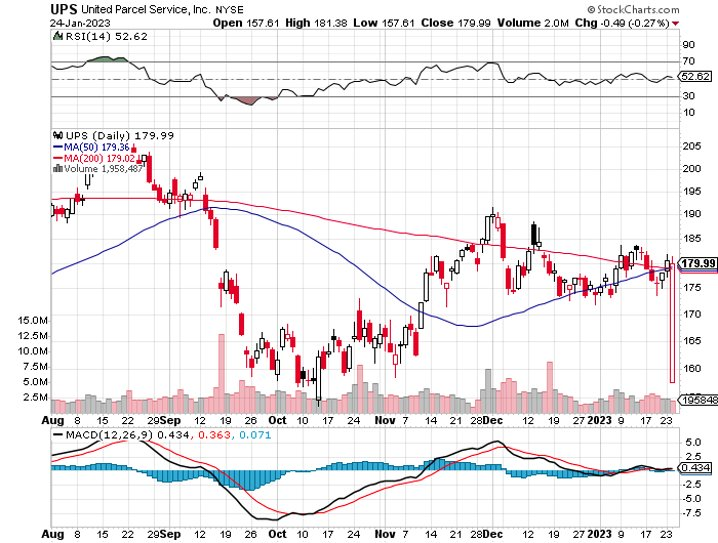 UPS United Parcel Service, Inc. NYSE © StockCharts.com
24-Jan-2023 Open 157.61 High 181.38 Low 157.61 Close 179.99 Volume 2.0M Chg -0.49 (-0.27%)
RSI(14) 52.62
90
70
52.62
30
10
UPS (Daily) 179.99
MA(50) 179.36
MA(200) 179.02
Volume 1,958,487
205
200
195
190
185
179.99
175
170
165
160
15.0M
12.5M
10.0M
7.5M
5.0M
2.5M
1958487
Aug 8 15 22 Sep 12 19 26 Oct 10 17 24 Nov 14 21 28 Dec 12 19 27 2023 9 17 23
MACD(12,26,9) 0.434, 0.363, 0.071
5.0
2.5
0.434
-2.5
-5.0
-7.5
Aug 8 15 22 Sep 12 19 26 Oct 10 17 24 Nov 14 21 28 Dec 12 19 27 2023 9 17 23